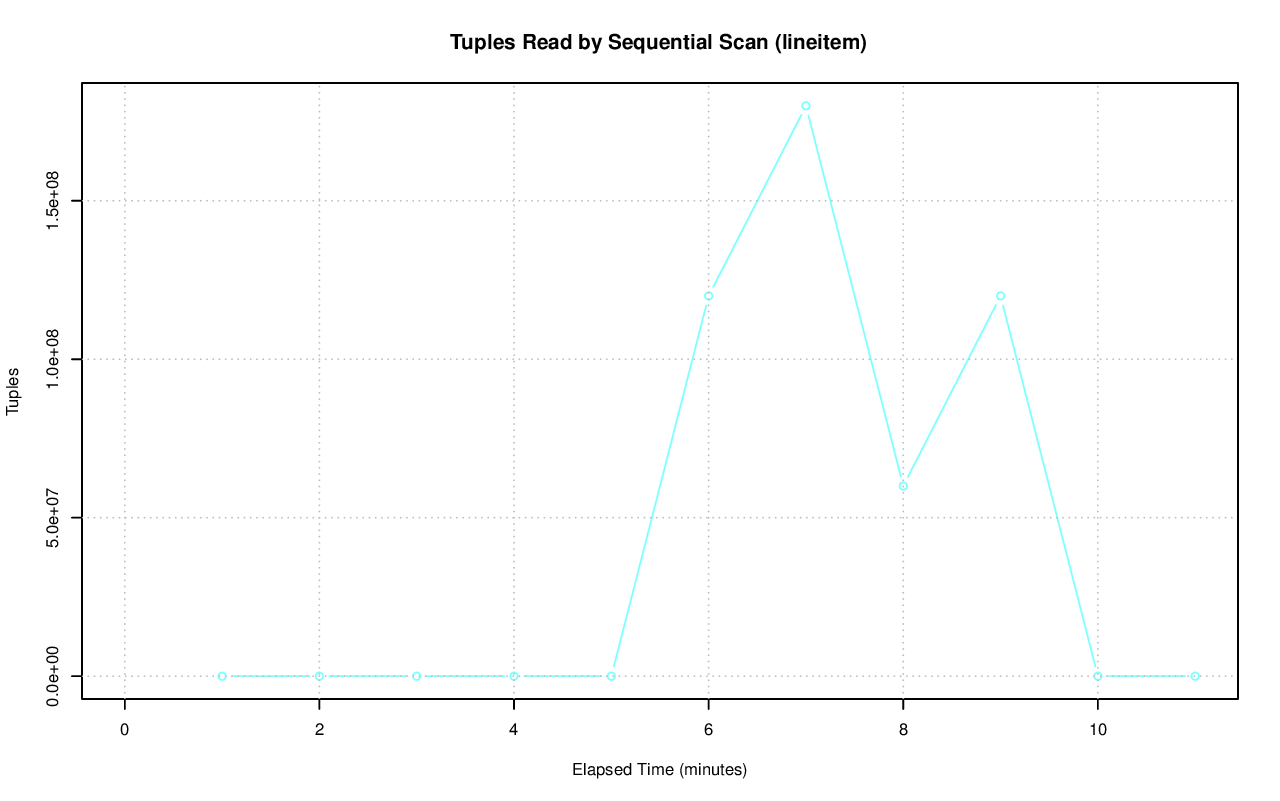 Tuples Read by Sequential Scan (lineitem)
Tuples
1.5e+08
1.0e+08
5.0e+07
0.0e+00
0 2 4 6 8 10
Elapsed Time (minutes)